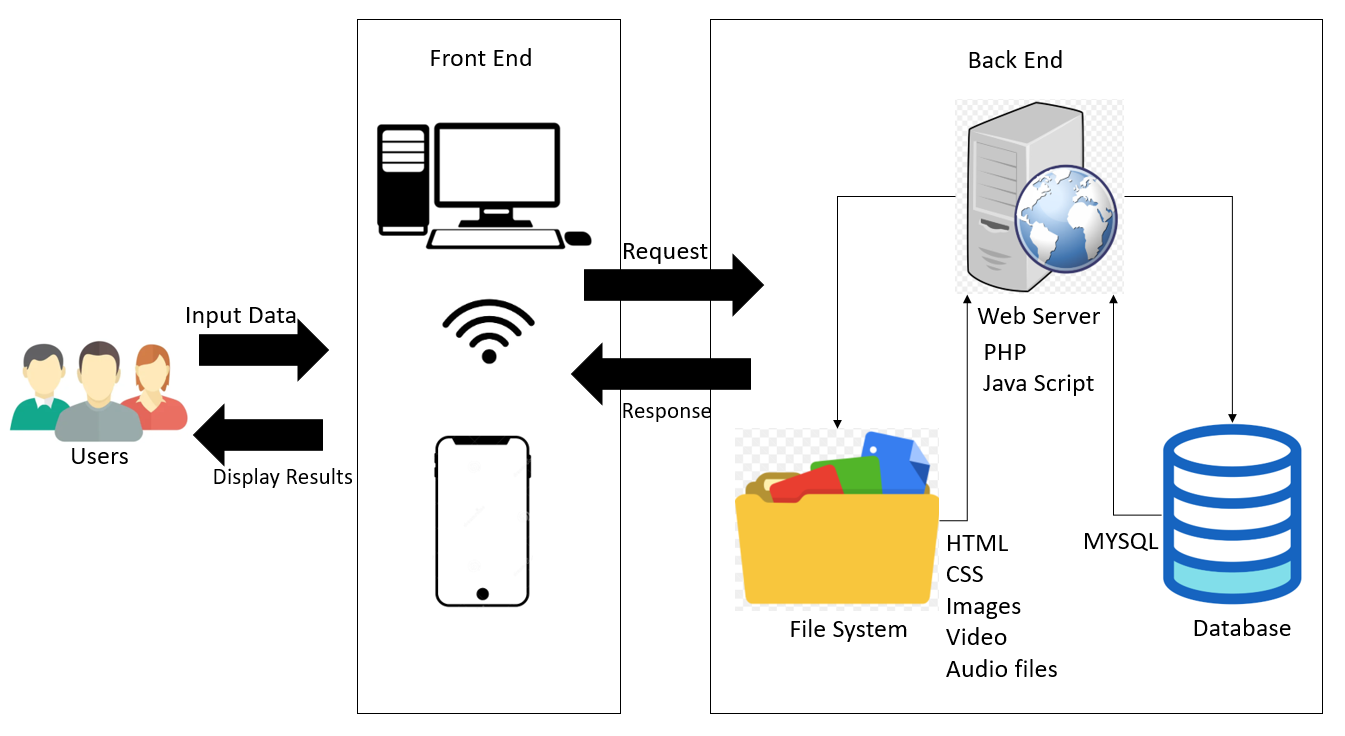 Front End
Back End
Input Data
Users
Display Results
Request
Response
Web Server
PHP
Java Script
File System
HTML
CSS
Images
Video
Audio files
MYSQL
Database